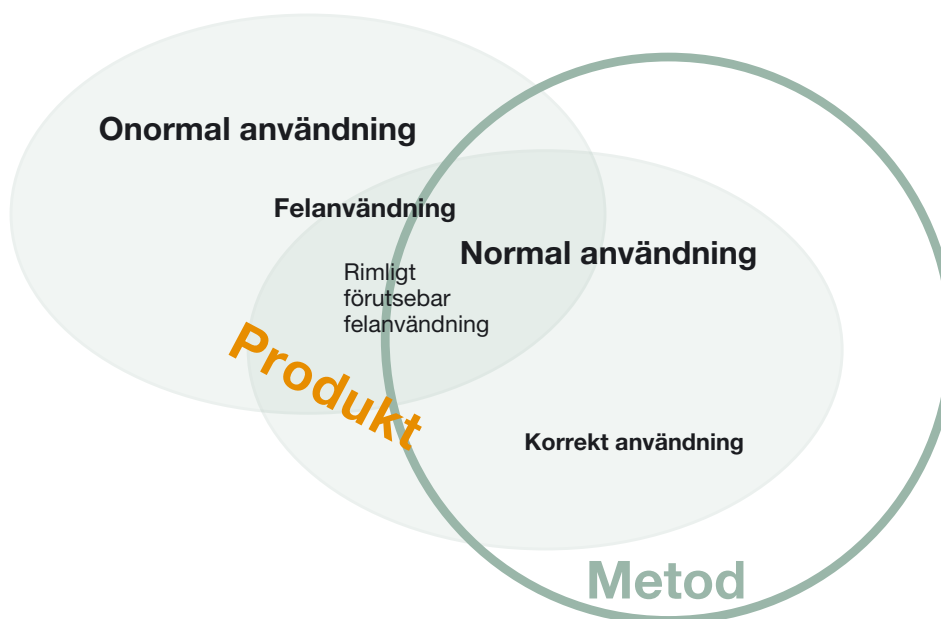 Onormal användning
Felanvändning
Normal användning
Rimligt
förutsebar
felanvändning
Produkt
Korrekt användning
Metod